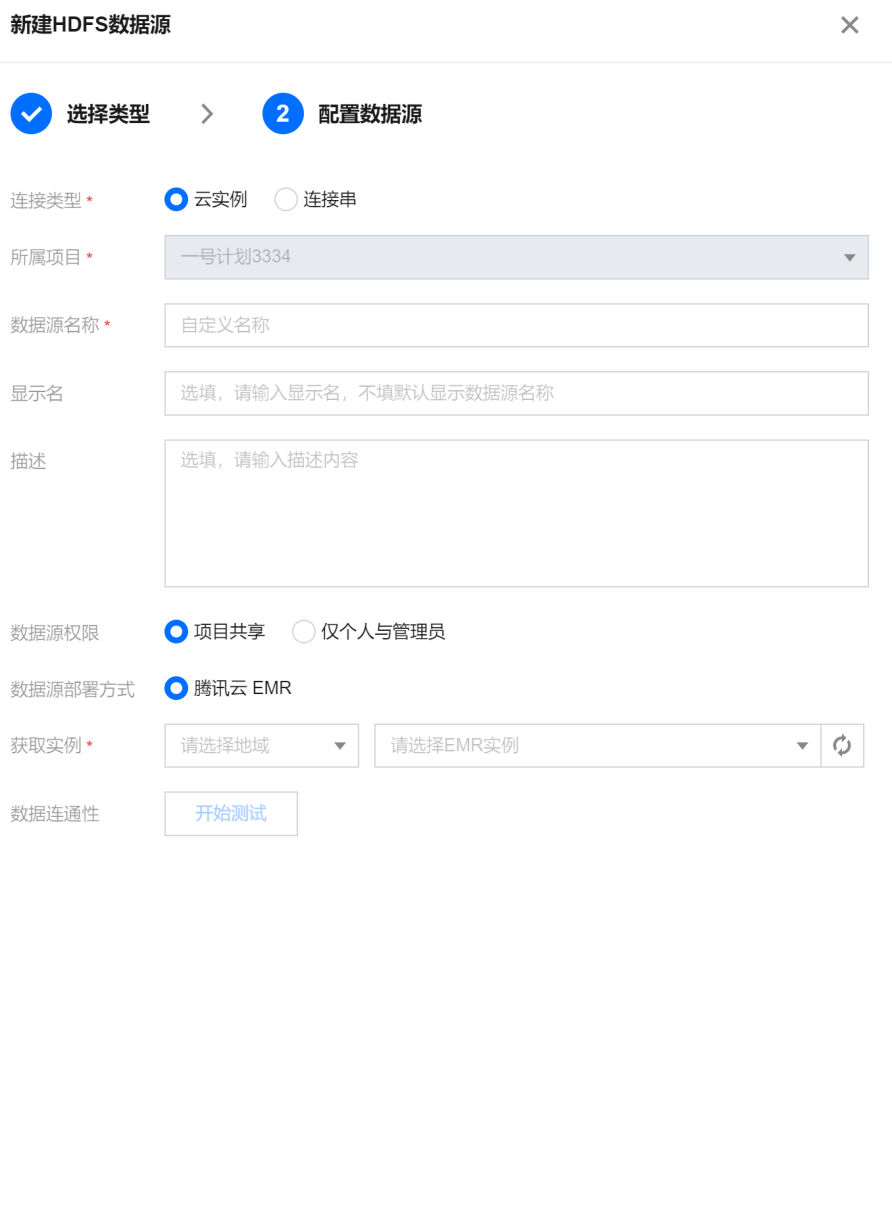 新建HDFS数据源
选择类型 2 配置数据源
连接类型 * 云实例 连接串
所属项目 * 一号计划3334
数据源名称 * 自定义名称
显示名 选填，请输入显示名，不填默认显示数据源名称
描述 选填，请输入描述内容
数据源权限 项目共享 仅个人与管理员
数据源部署方式 腾讯云 EMR
获取实例 * 请选择地域 请选择EMR实例
数据连通性 开始测试